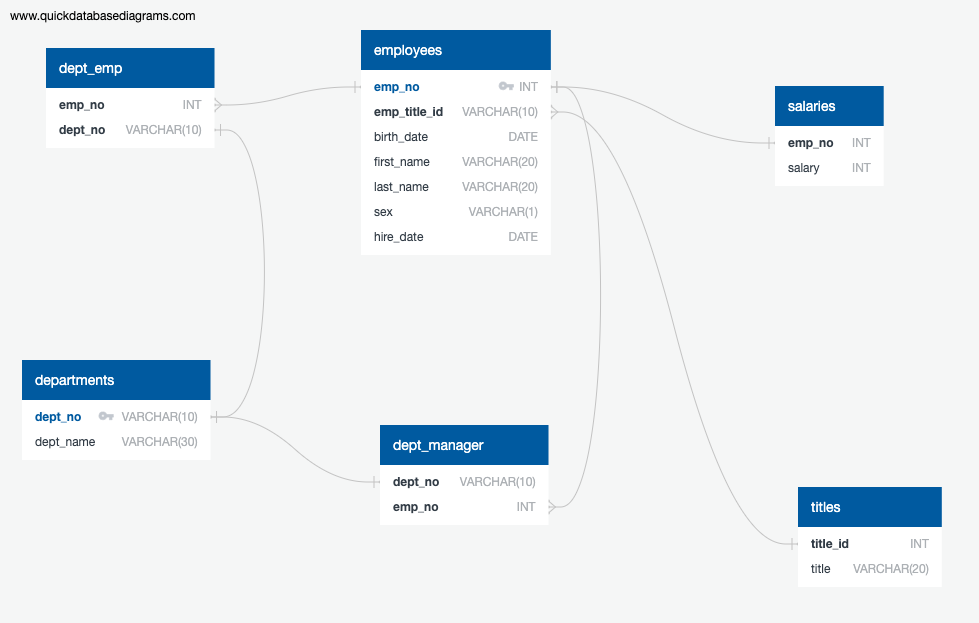 www.quickdatabasediagrams.com
dept_emp
emp_no INT
dept_no VARCHAR(10)
employees
emp_no INT
emp_title_id VARCHAR(10)
birth_date DATE
first_name VARCHAR(20)
last_name VARCHAR(20)
sex VARCHAR(1)
hire_date DATE
salaries
emp_no INT
salary INT
departments
dept_no VARCHAR(10)
dept_name VARCHAR(30)
dept_manager
dept_no VARCHAR(10)
emp_no INT
titles
title_id INT
title VARCHAR(20)